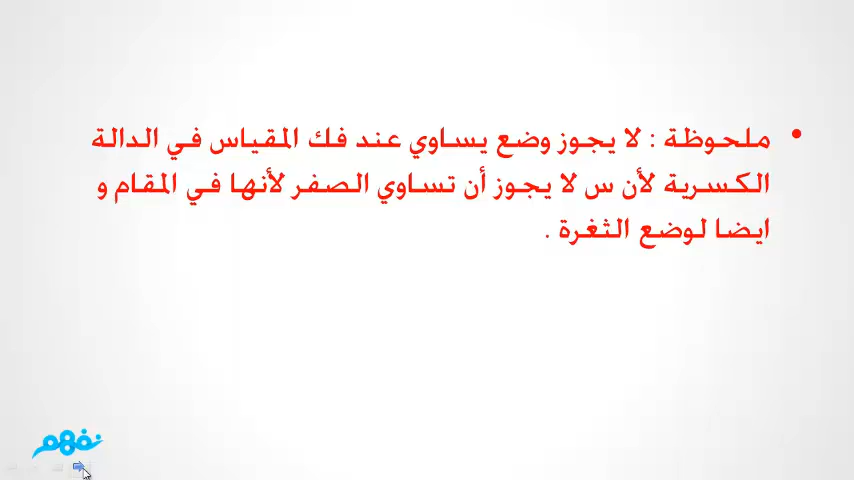 • ملحوظة : لا يجوز وضع يساوي عند فك المقياس في الدالة
الكسرية لأن س لا يجوز أن تساوي الصفر لأنها في المقام و
ايضا لوضع الثغرة .
نفهم